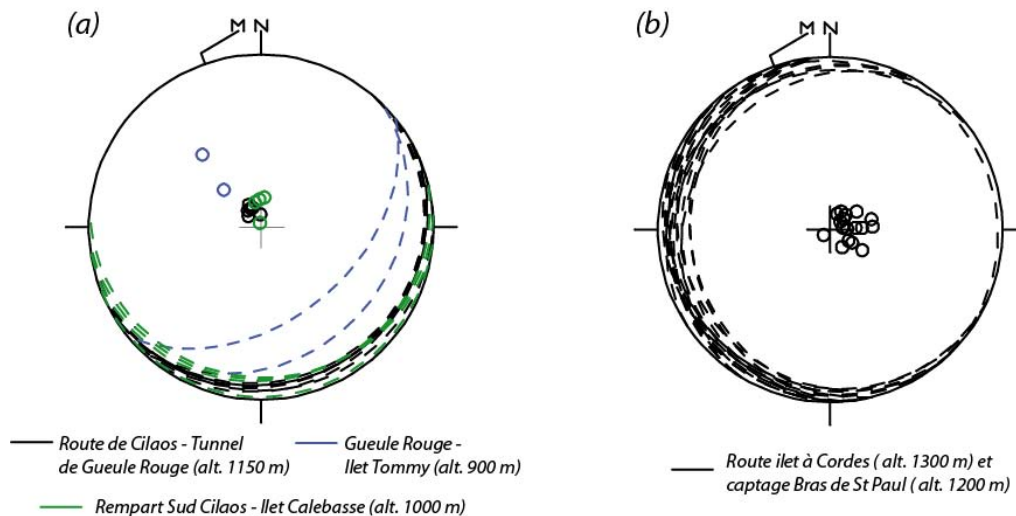 (a)
M N
(b)
M N
Route de Cilaos - Tunnel
de Gueule Rouge (alt. 1150 m)
Gueule Rouge -
Ilet Tommy (alt. 900 m)
Rempart Sud Cilaos - Ilet Calebasse (alt. 1000 m)
Route ilet à Cordes ( alt. 1300 m) et
captage Bras de St Paul ( alt. 1200 m)